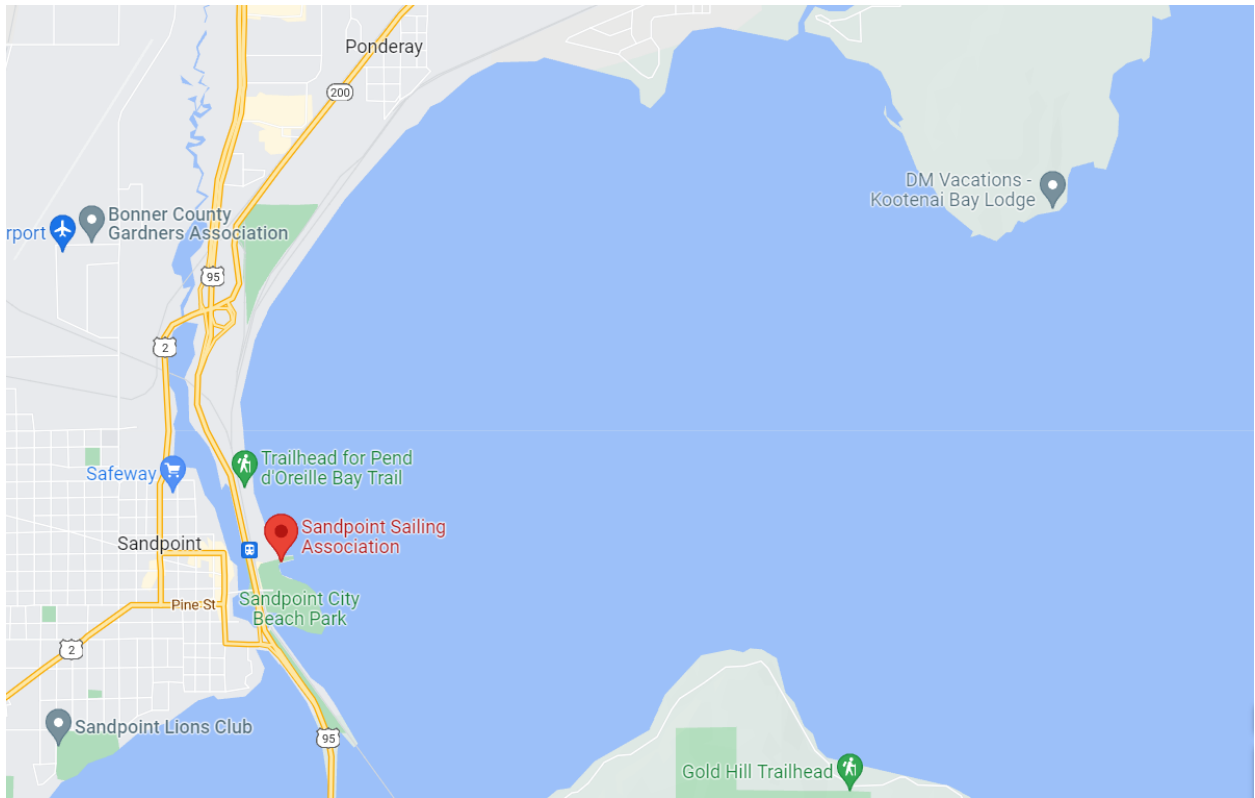 Ponderay
200
DM Vacations -
Kootenai Bay Lodge
Bonner County
Gardners Association
rport
95
2
Trailhead for Pend
d'Oreille Bay Trail
Safeway
Sandpoint Sailing
Association
Sandpoint
Sandpoint City
Beach Park
Pine St
2
Sandpoint Lions Club
95
Gold Hill Trailhead